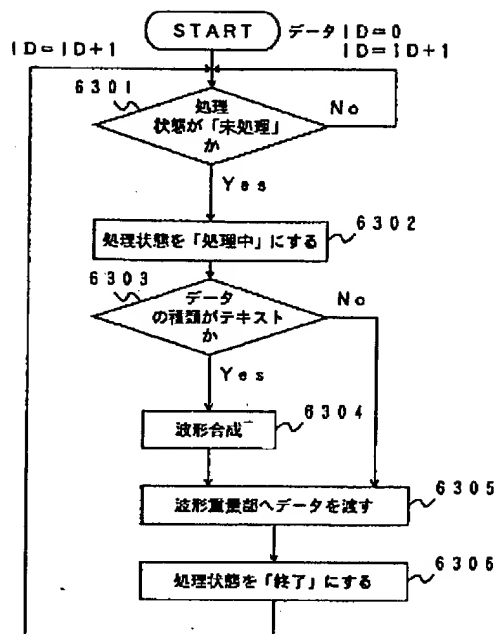 START
データID=0
ID=ID+1
ID=ID+1
6301
処理
状態が「未処理」
か
No
Yes
6302
処理状態を「処理中」にする
6303
データ
の種類がテキスト
か
No
Yes
6304
波形合成
6305
波形重量部へデータを渡す
6306
処理状態を「終了」にする